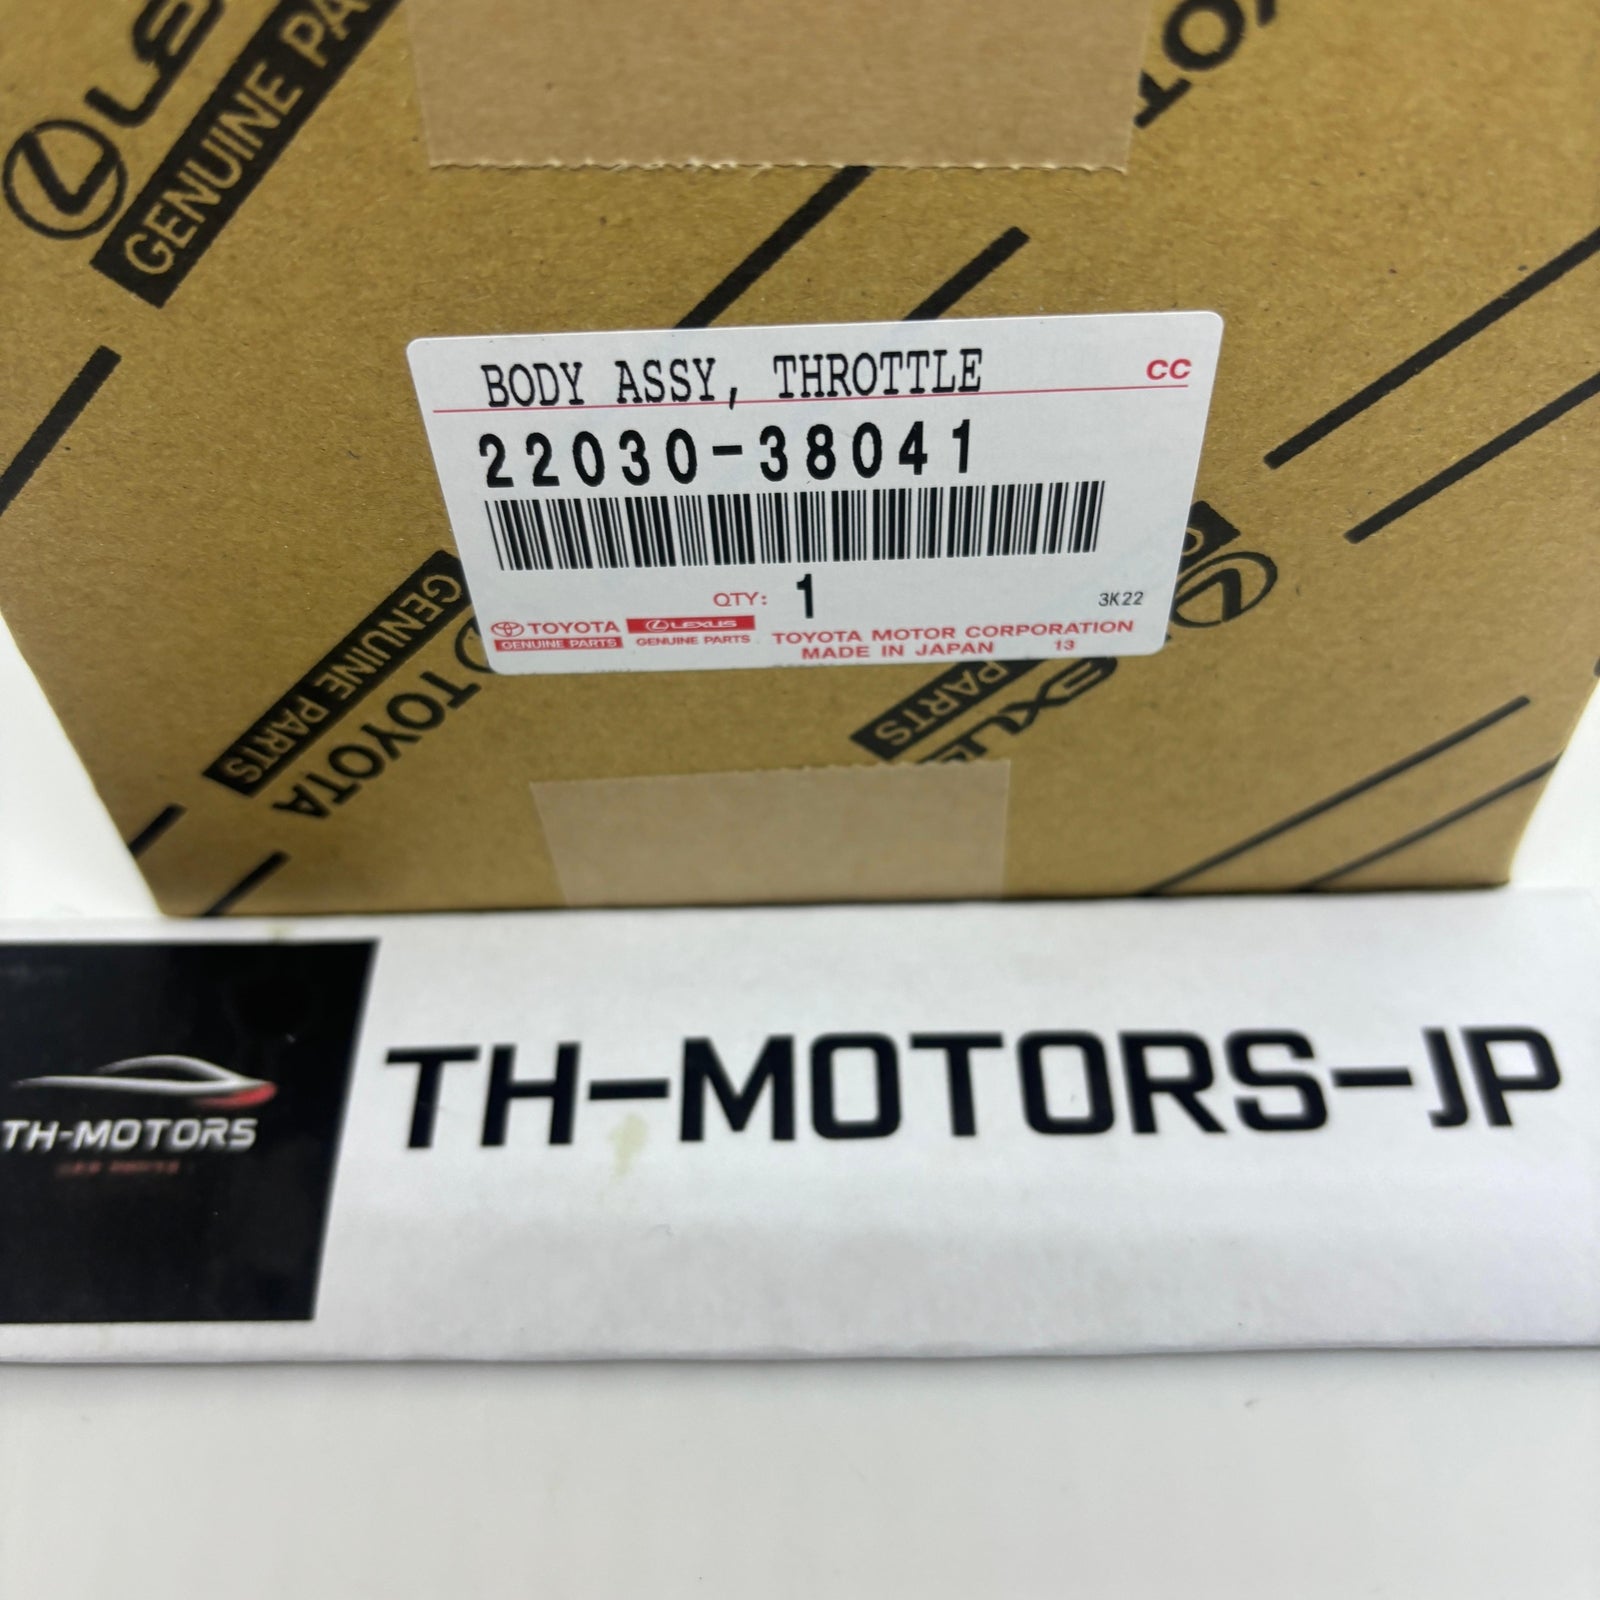 GENUINE PA
BODY ASSY, THROTTLE
CC
22030-38041
QTY: 1
3K22
TOYOTA
GENUINE PARTS
LEXUS
GENUINE PARTS
TOYOTA MOTOR CORPORATION
MADE IN JAPAN 13
GENUINE PARTS
TOYOTA
PARTS
TH-MOTORS
TH-MOTORS-JP